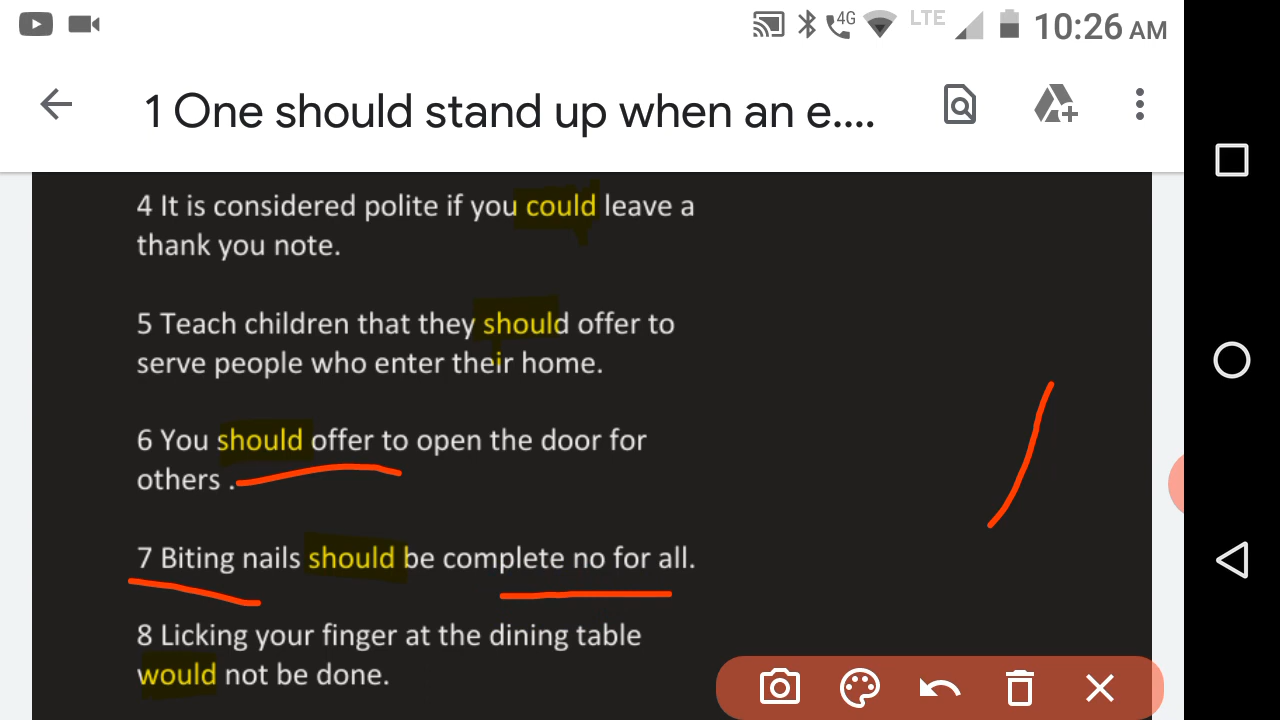 4G LTE 10:26 AM
1 One should stand up when an e....
4 It is considered polite if you could leave a
thank you note.
5 Teach children that they should offer to
serve people who enter their home.
6 You should offer to open the door for
others .
7 Biting nails should be complete no for all.
8 Licking your finger at the dining table
would not be done.